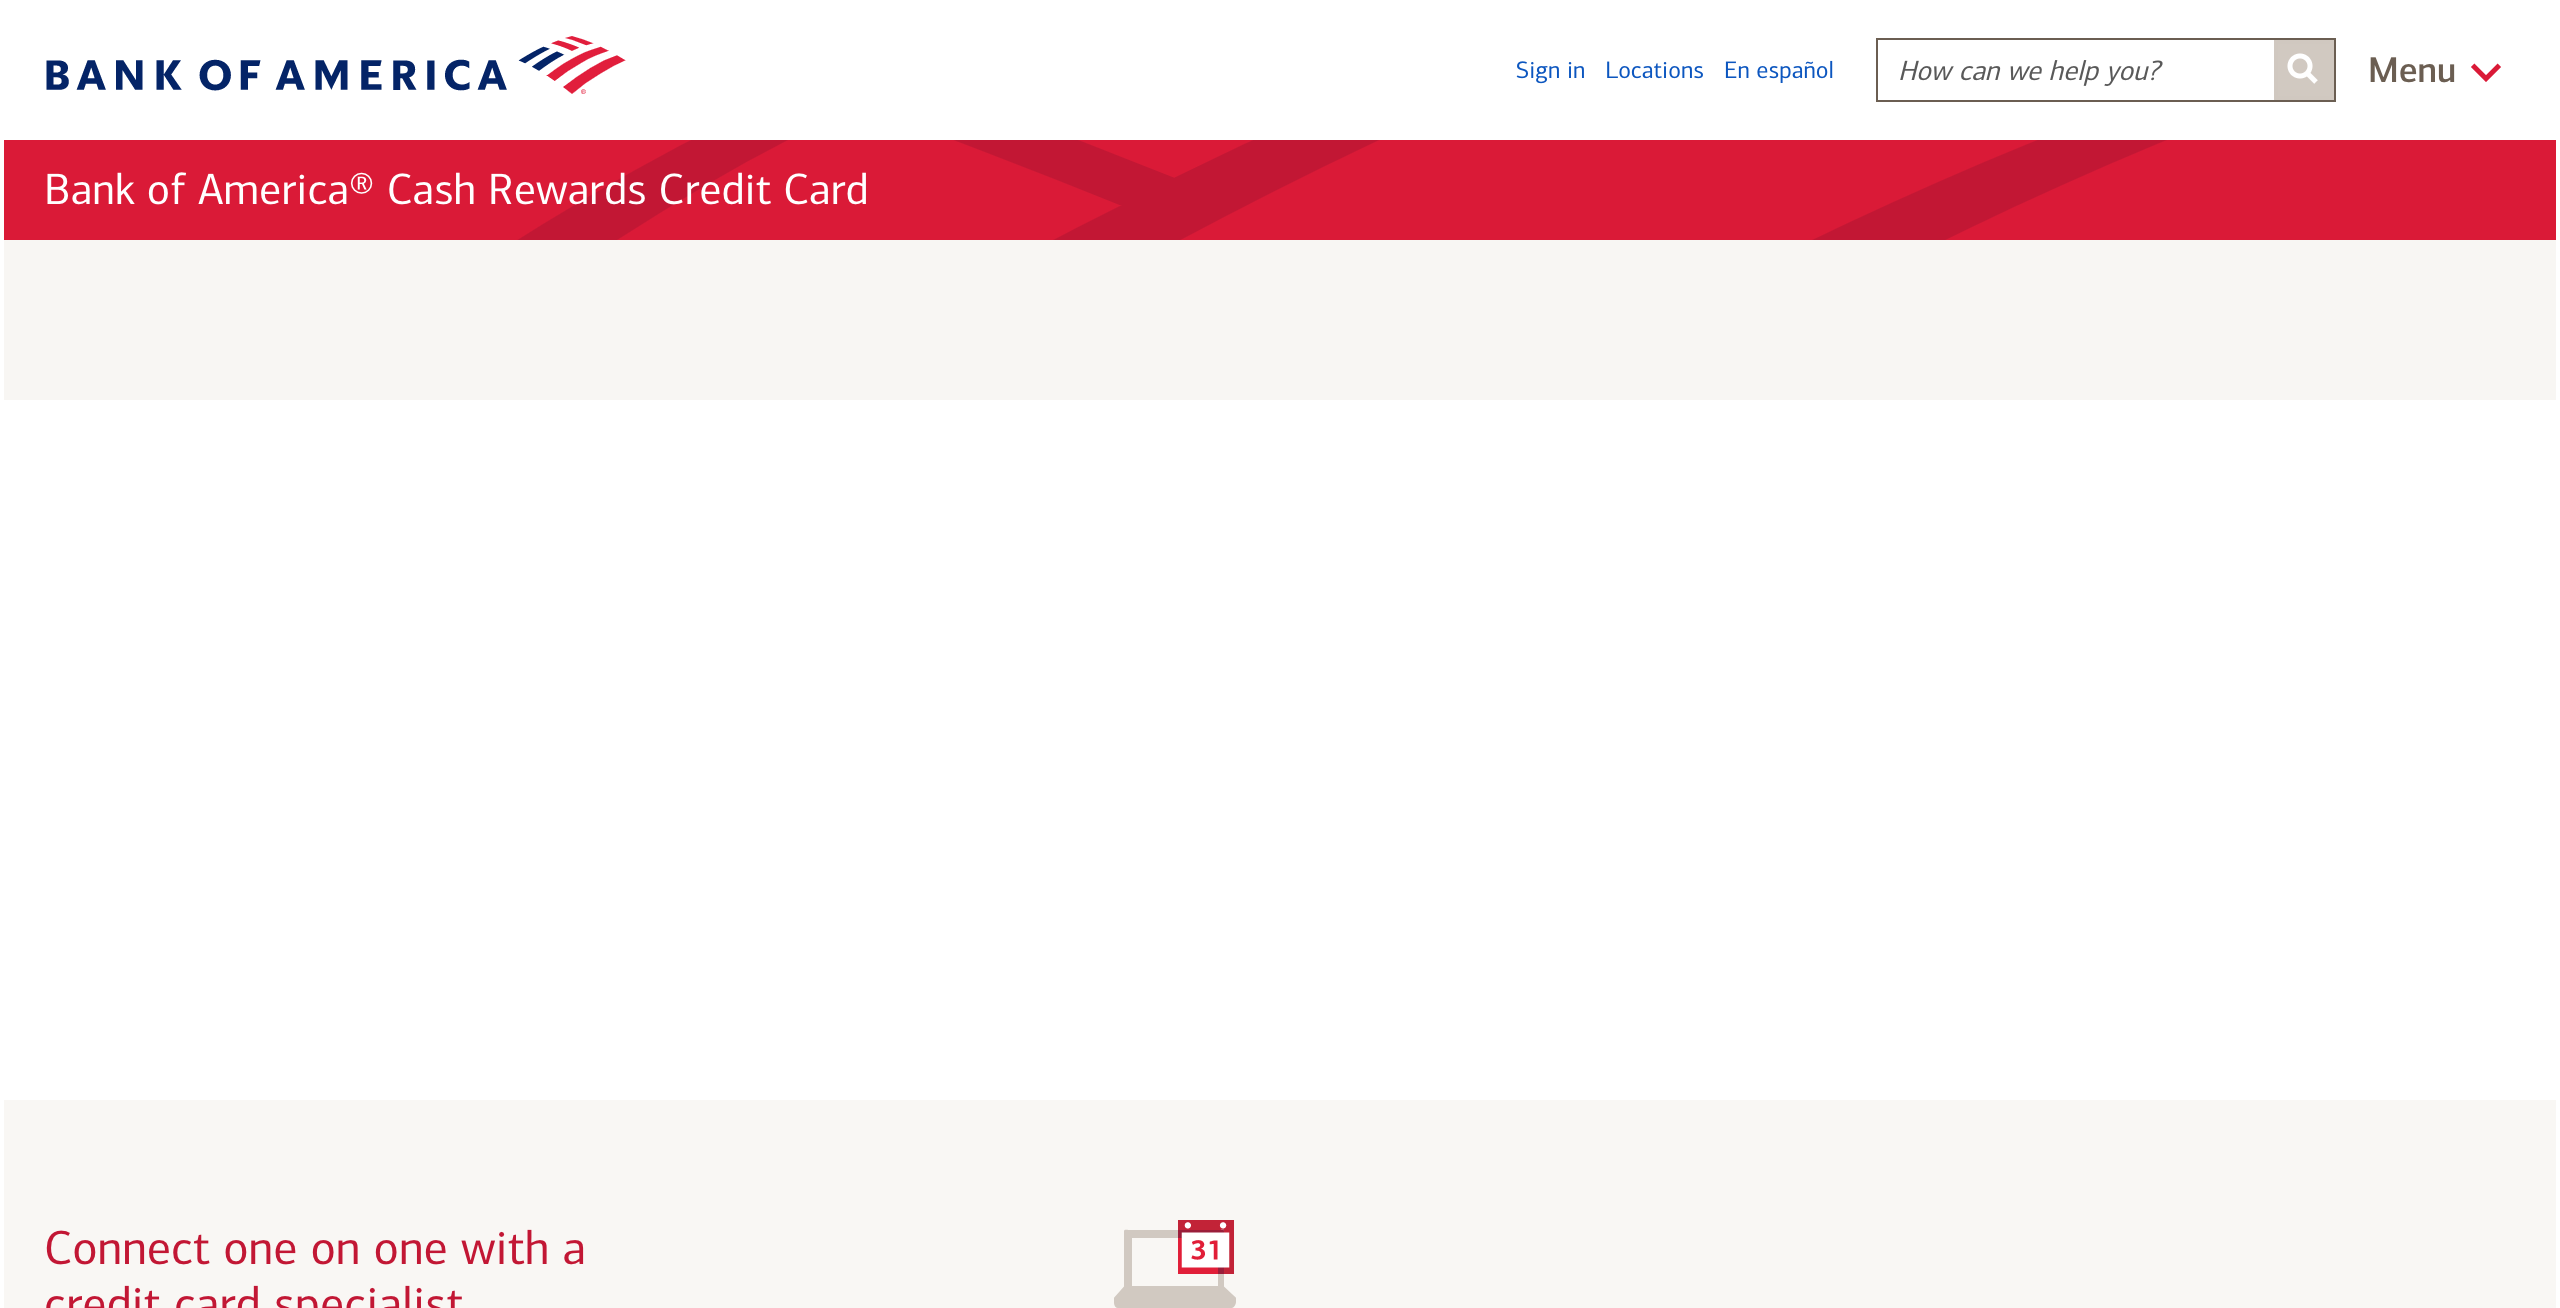 BANK OF AMERICA
Sign in Locations En español
How can we help you?
Menu
Bank of America® Cash Rewards Credit Card
31
Connect one on one with a
credit card specialist